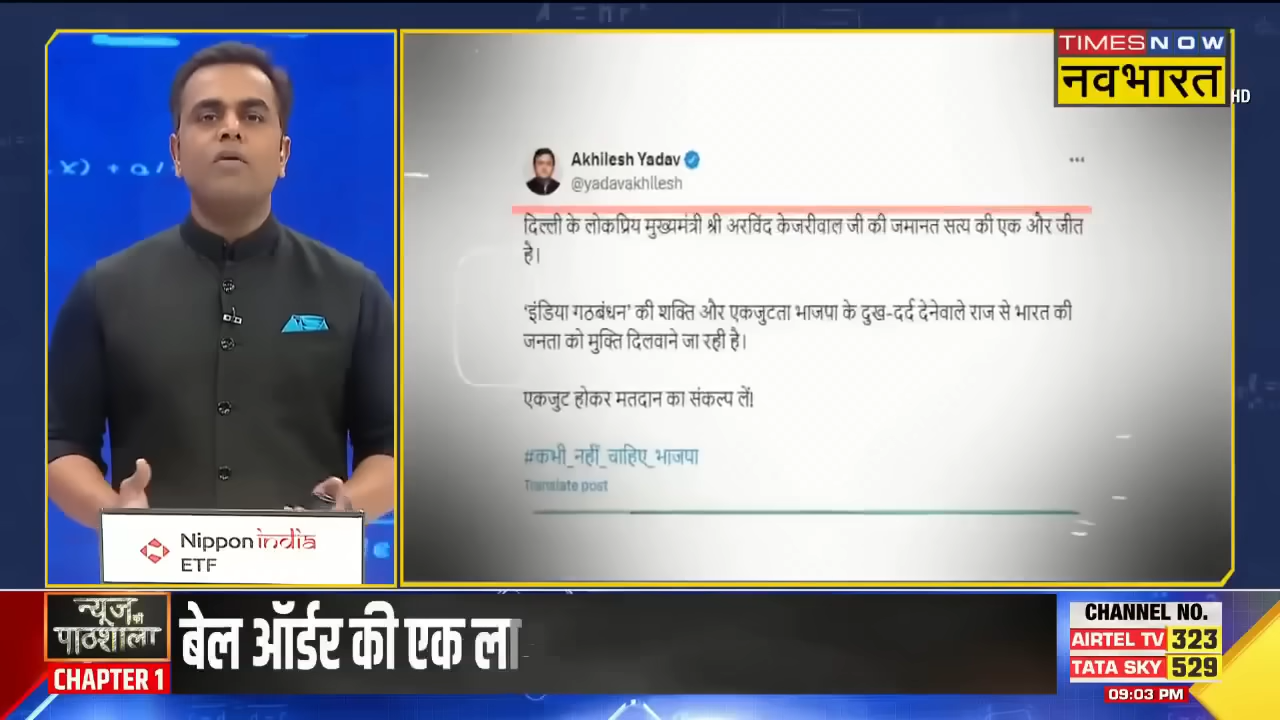 TIMES NOW
नवभारत
HD
Akhilesh Yadav
@yadavakhilesh
दिल्ली के लोकप्रिय मुख्यमंत्री श्री अरविंद केजरीवाल जी की जमानत सत्य की एक और जीत
है।
'इंडिया गठबंधन' की शक्ति और एकजुटता भाजपा के दुख-दर्द देनेवाले राज से भारत की
जनता को मुक्ति दिलवाने जा रही है।
एकजुट होकर मतदान का संकल्प लें!
#कभी_नहीं_चाहिए_भाजपा
Translate post
Nippon india
ETF
न्यूज़ की
पाठशाला
CHAPTER 1
बेल ऑर्डर की एक ला
CHANNEL NO.
AIRTEL TV 323
TATA SKY 529
09:03 PM